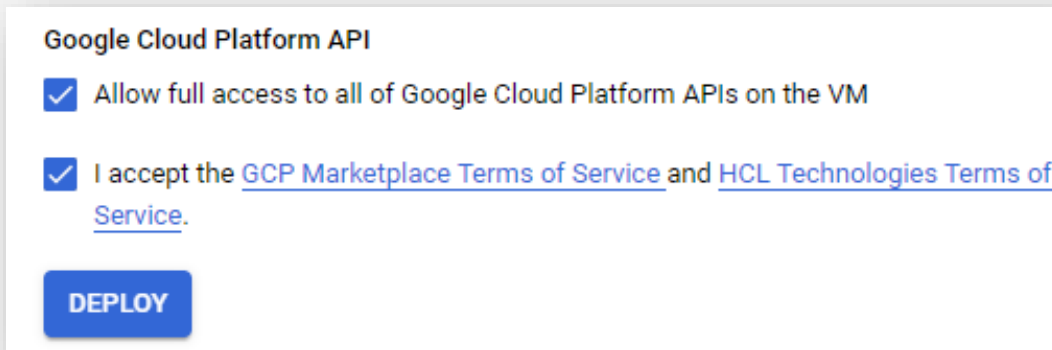 Google Cloud Platform API
Allow full access to all of Google Cloud Platform APIs on the VM
I accept the GCP Marketplace Terms of Service and HCL Technologies Terms of
Service.
DEPLOY